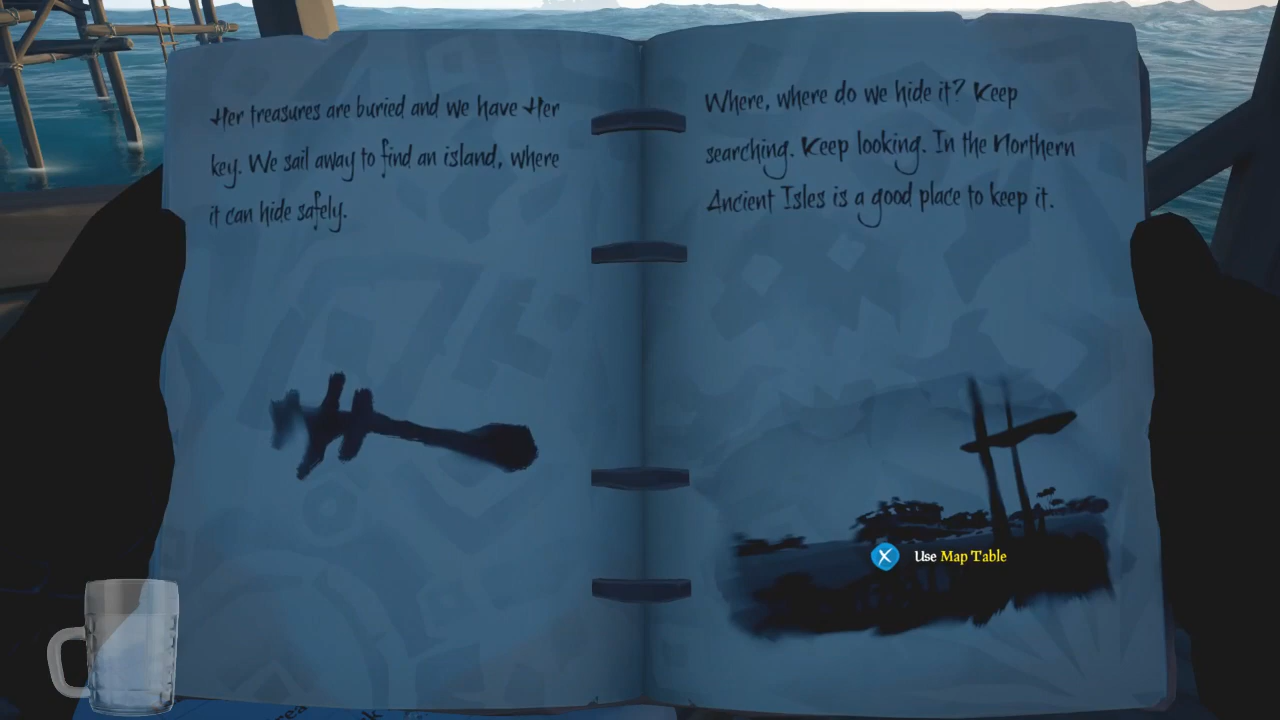 Her treasures are buried and we have Her
key. We sail away to find an island, where
it can hide safely.
Where, where do we hide it? Keep
searching. Keep looking. In the Northern
Ancient Isles is a good place to keep it.
X Use Map Table